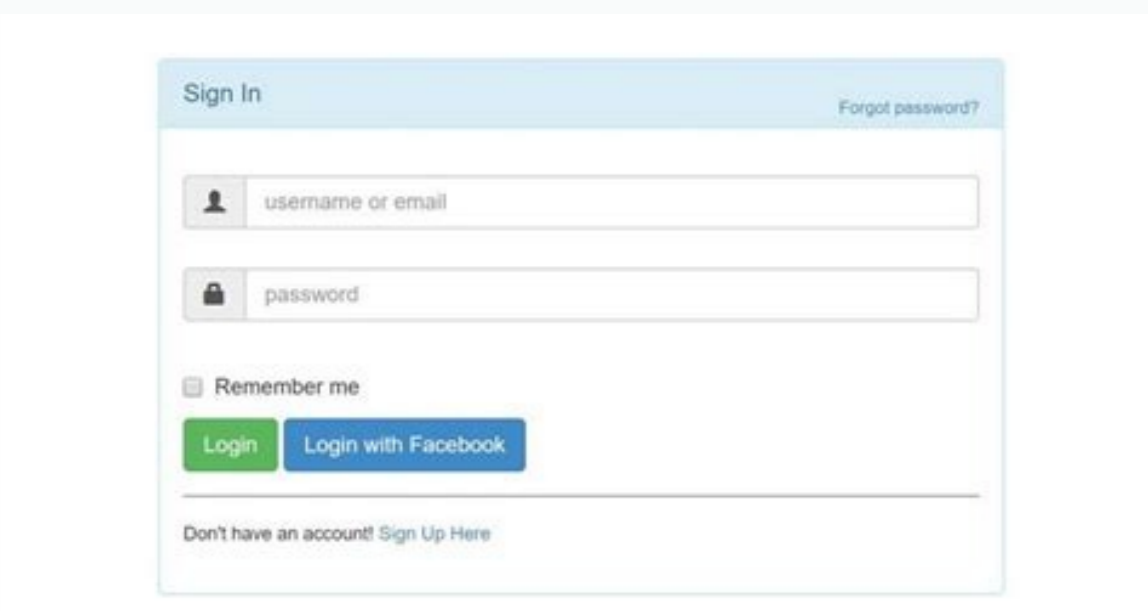 Sign In
Forgot password?
username or email
password
Remember me
Login Login with Facebook
Don't have an account! Sign Up Here